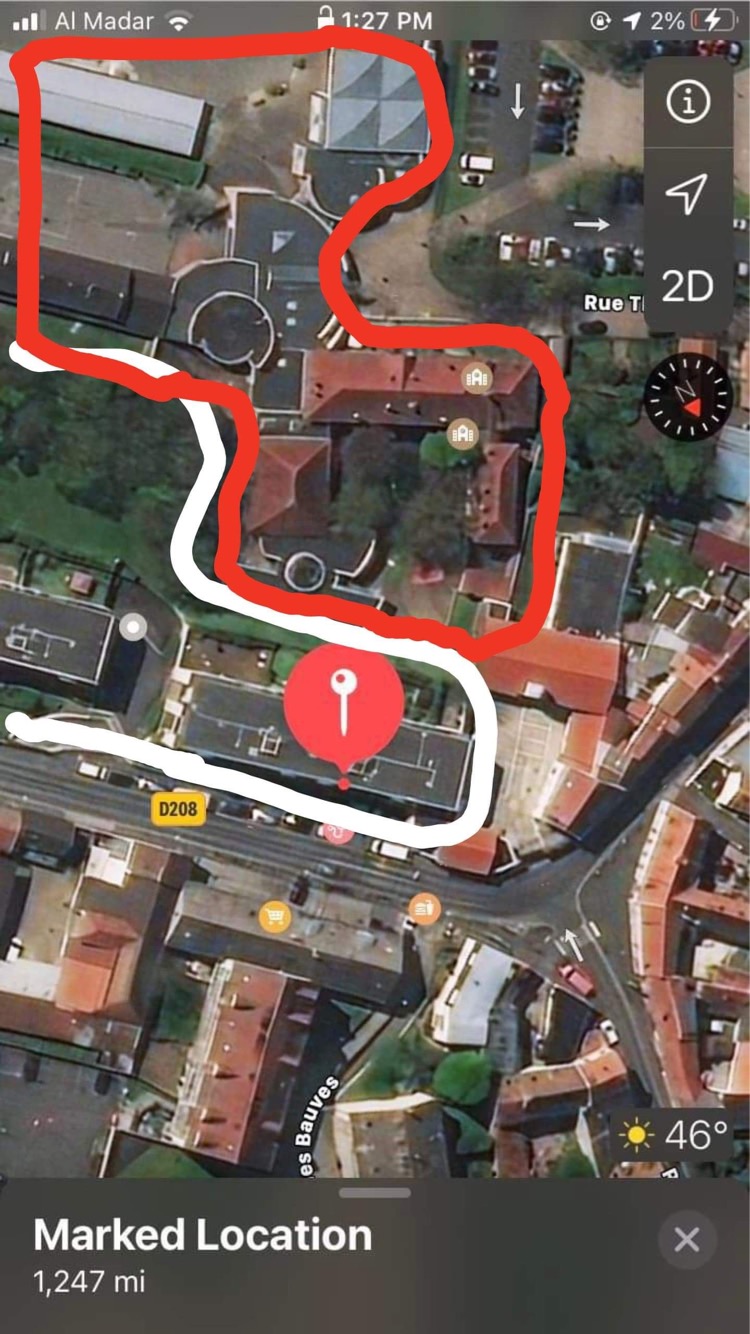 Al Madar
1:27 PM
2%
2D
Rue T
N
D208
es Bauves
46°
Marked Location
1,247 mi